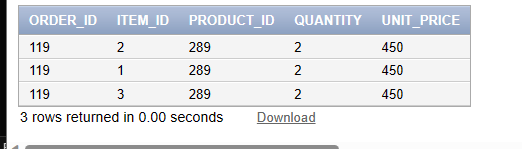 ORDER_ID ITEM_ID PRODUCT_ID QUANTITY UNIT_PRICE
119 2 289 2 450
119 1 289 2 450
119 3 289 2 450
3 rows returned in 0.00 seconds Download